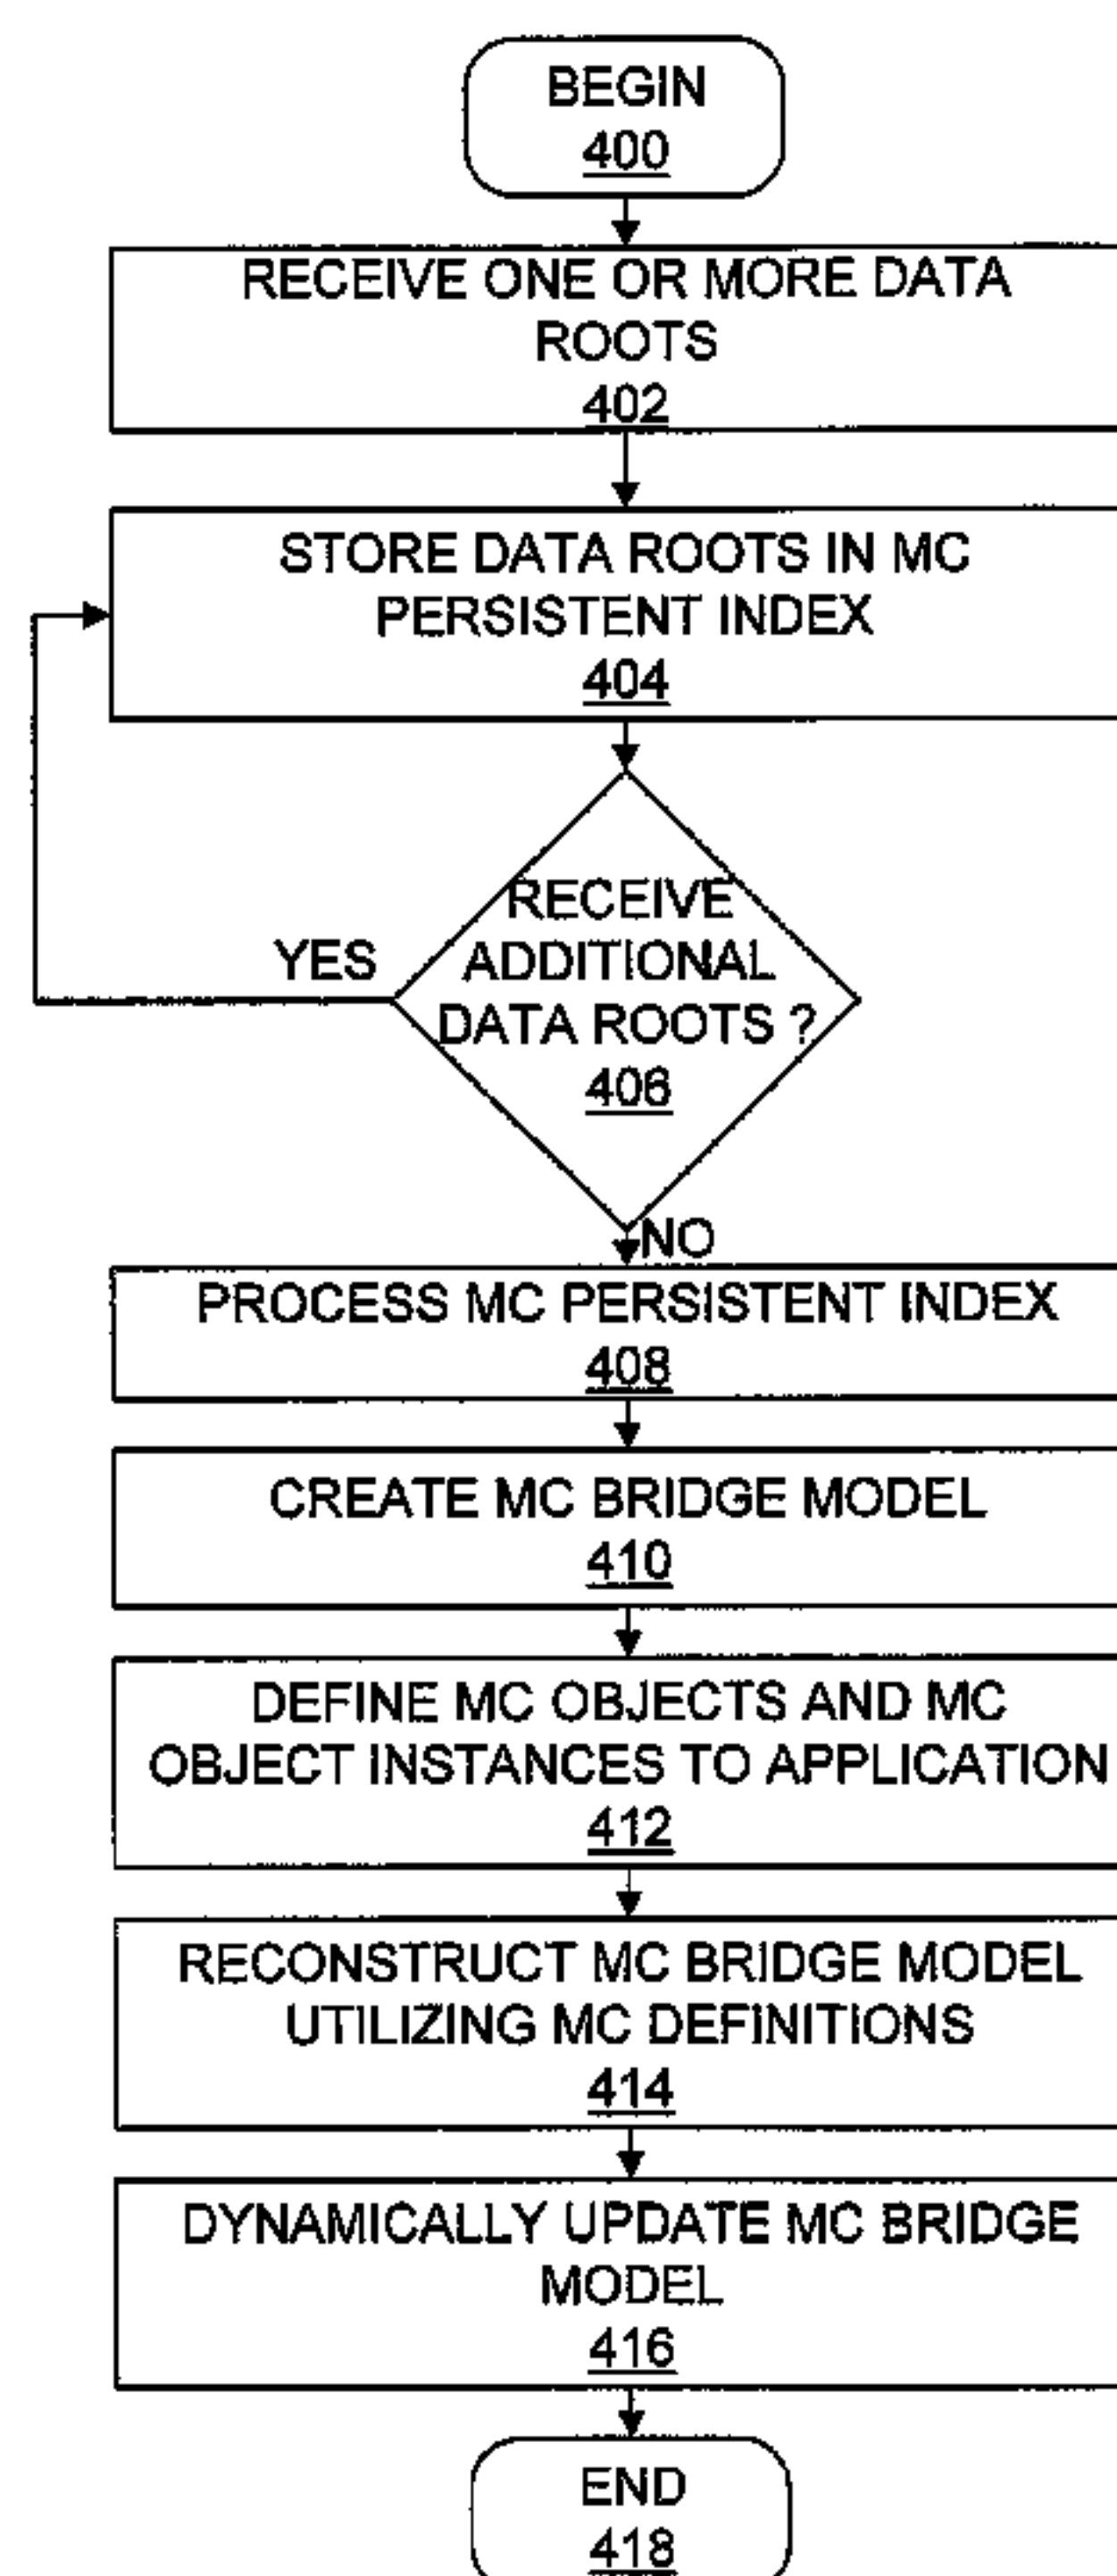 BEGIN
400
RECEIVE ONE OR MORE DATA
ROOTS
402
STORE DATA ROOTS IN MC
PERSISTENT INDEX
404
RECEIVE
ADDITIONAL
DATA ROOTS ?
406
YES
NO
PROCESS MC PERSISTENT INDEX
408
CREATE MC BRIDGE MODEL
410
DEFINE MC OBJECTS AND MC
OBJECT INSTANCES TO APPLICATION
412
RECONSTRUCT MC BRIDGE MODEL
UTILIZING MC DEFINITIONS
414
DYNAMICALLY UPDATE MC BRIDGE
MODEL
416
END
418